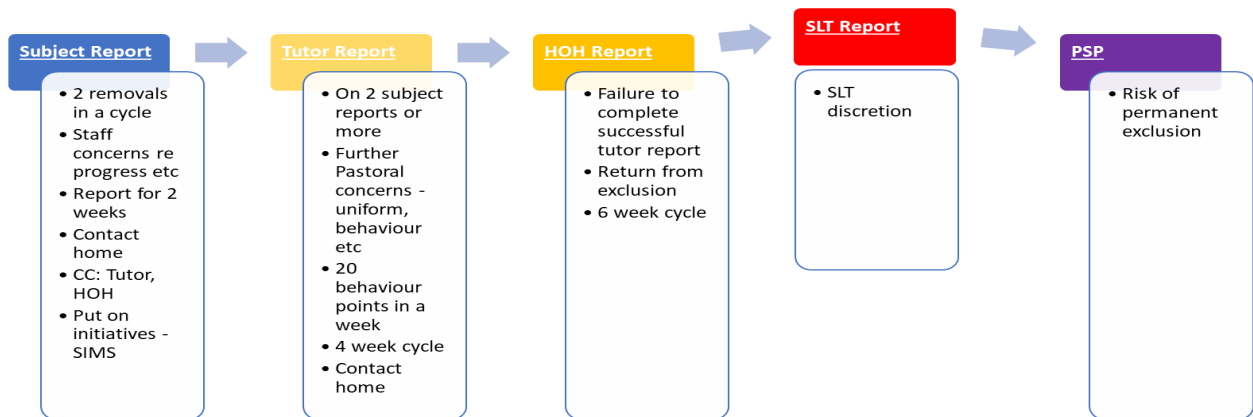 Subject Report
• 2 removals
in a cycle
• Staff
concerns re
progress etc
• Report for 2
weeks
• Contact
home
• CC: Tutor,
HOH
• Put on
initiatives -
SIMS
Tutor Report
• On 2 subject
reports or
more
• Further
Pastoral
concerns -
uniform,
behaviour
etc
• 20
behaviour
points in a
week
• 4 week cycle
• Contact
home
HOH Report
• Failure to
complete
successful
tutor report
• Return from
exclusion
• 6 week cycle
SLT Report
• SLT
discretion
PSP
• Risk of
permanent
exclusion